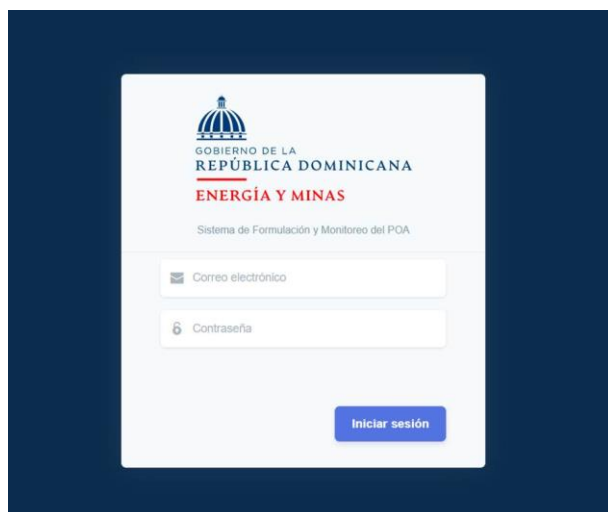 GOBIERNO DE LA
REPÚBLICA DOMINICANA
ENERGÍA Y MINAS
Sistema de Formulación y Monitoreo del POA
Correo electrónico
Contraseña
Iniciar sesión